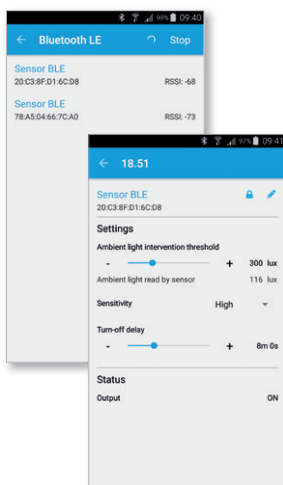 98% 09:40
← Bluetooth LE Stop
Sensor BLE
20:C3:8F:D1:6C:D8 RSSI: -68
Sensor BLE
78:A5:04:66:7C:A0 RSSI: -73
97% 09:41
← 18.51
Sensor BLE
20:C3:8F:D1:6C:D8
Settings
Ambient light intervention threshold
- + 300 lux
Ambient light read by sensor 116 lux
Sensitivity High
Turn-off delay
- + 8m 0s
Status
Output ON